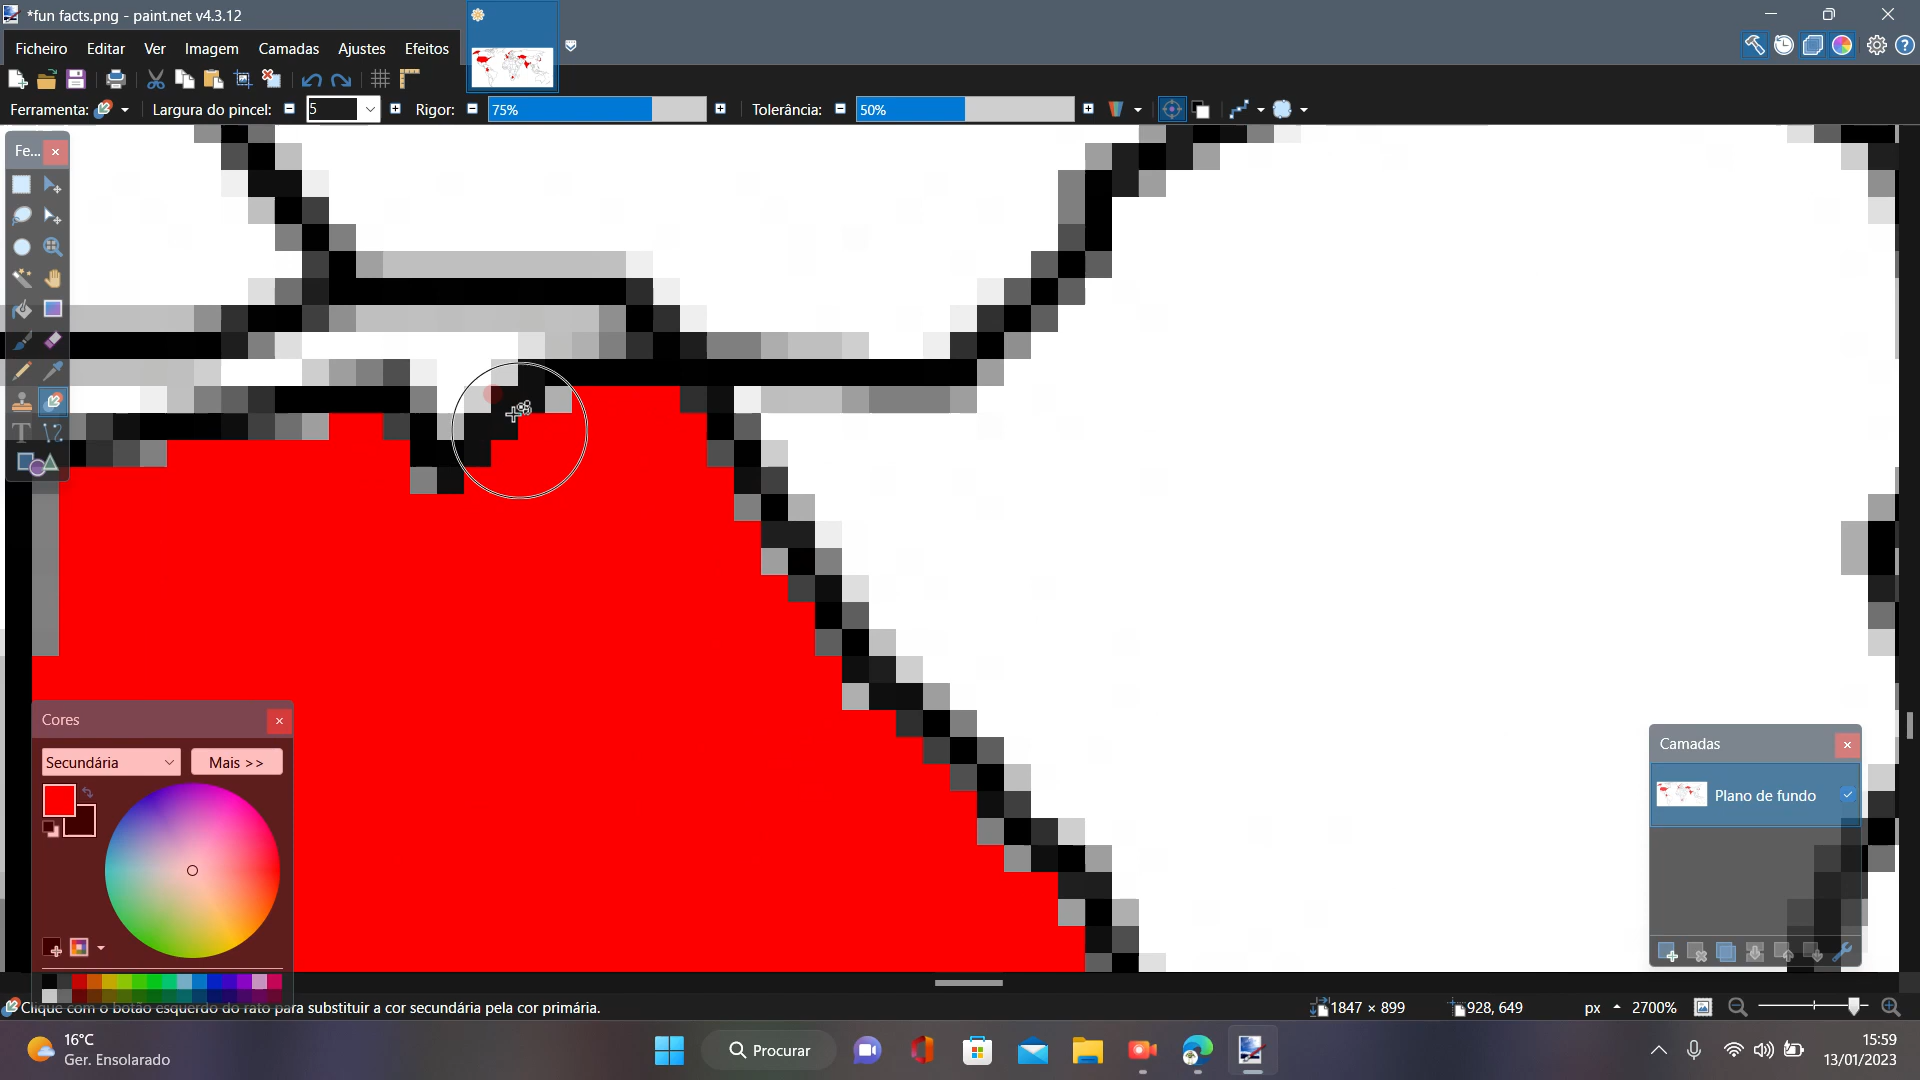 *fun facts.png - paint.net v4.3.12
Ficheiro Editar Ver Imagem Camadas Ajustes Efeitos
Ferramenta: Largura do pincel: 5 Rigor: 75% Tolerância: 50%
Fe...
T
Cores
Secundária Mais >>
Camadas
Plano de fundo
Clique com o botão esquerdo do rato para substituir a cor secundária pela cor primária.
1847 × 899 928, 649 px 2700%
16°C
Ger. Ensolarado
Procurar
15:59
13/01/2023